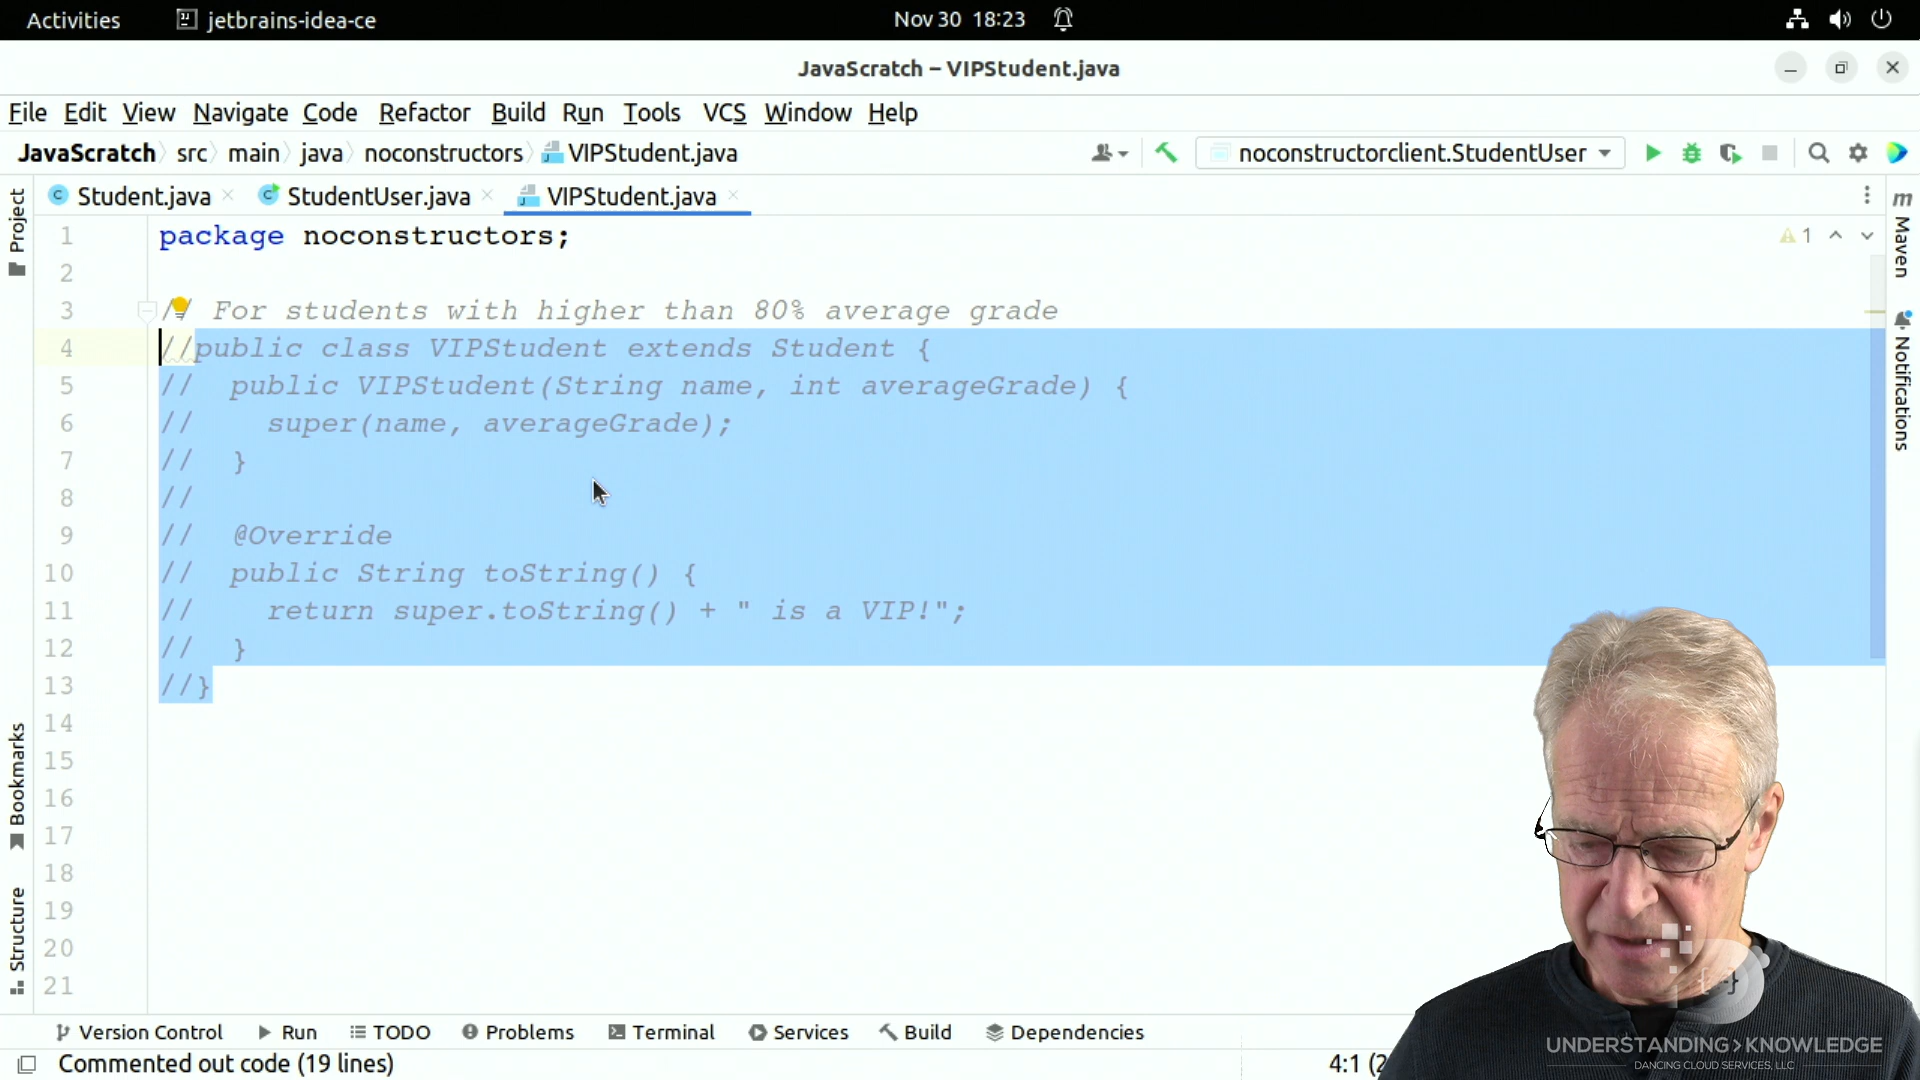 Activities jetbrains-idea-ce Nov 30 18:23
JavaScratch – VIPStudent.java
File Edit View Navigate Code Refactor Build Run Tools VCS Window Help
JavaScratch src main java noconstructors VIPStudent.java noconstructorclient.StudentUser
Student.java StudentUser.java VIPStudent.java
Project
Bookmarks
Structure
1 package noconstructors; 1
2
3 // For students with higher than 80% average grade
4 //public class VIPStudent extends Student {
5 //  public VIPStudent(String name, int averageGrade) {
6 //    super(name, averageGrade);
7 //  }
8 //
9 //  @Override
10 //  public String toString() {
11 //    return super.toString() + " is a VIP!";
12 //  }
13 //}
14
15
16
17
18
19
20
21
m Maven
Notifications
Version Control Run TODO Problems Terminal Services Build Dependencies
Commented out code (19 lines) 4:1 (2
{-}
UNDERSTANDING>KNOWLEDGE
DANCING CLOUD SERVICES, LLC